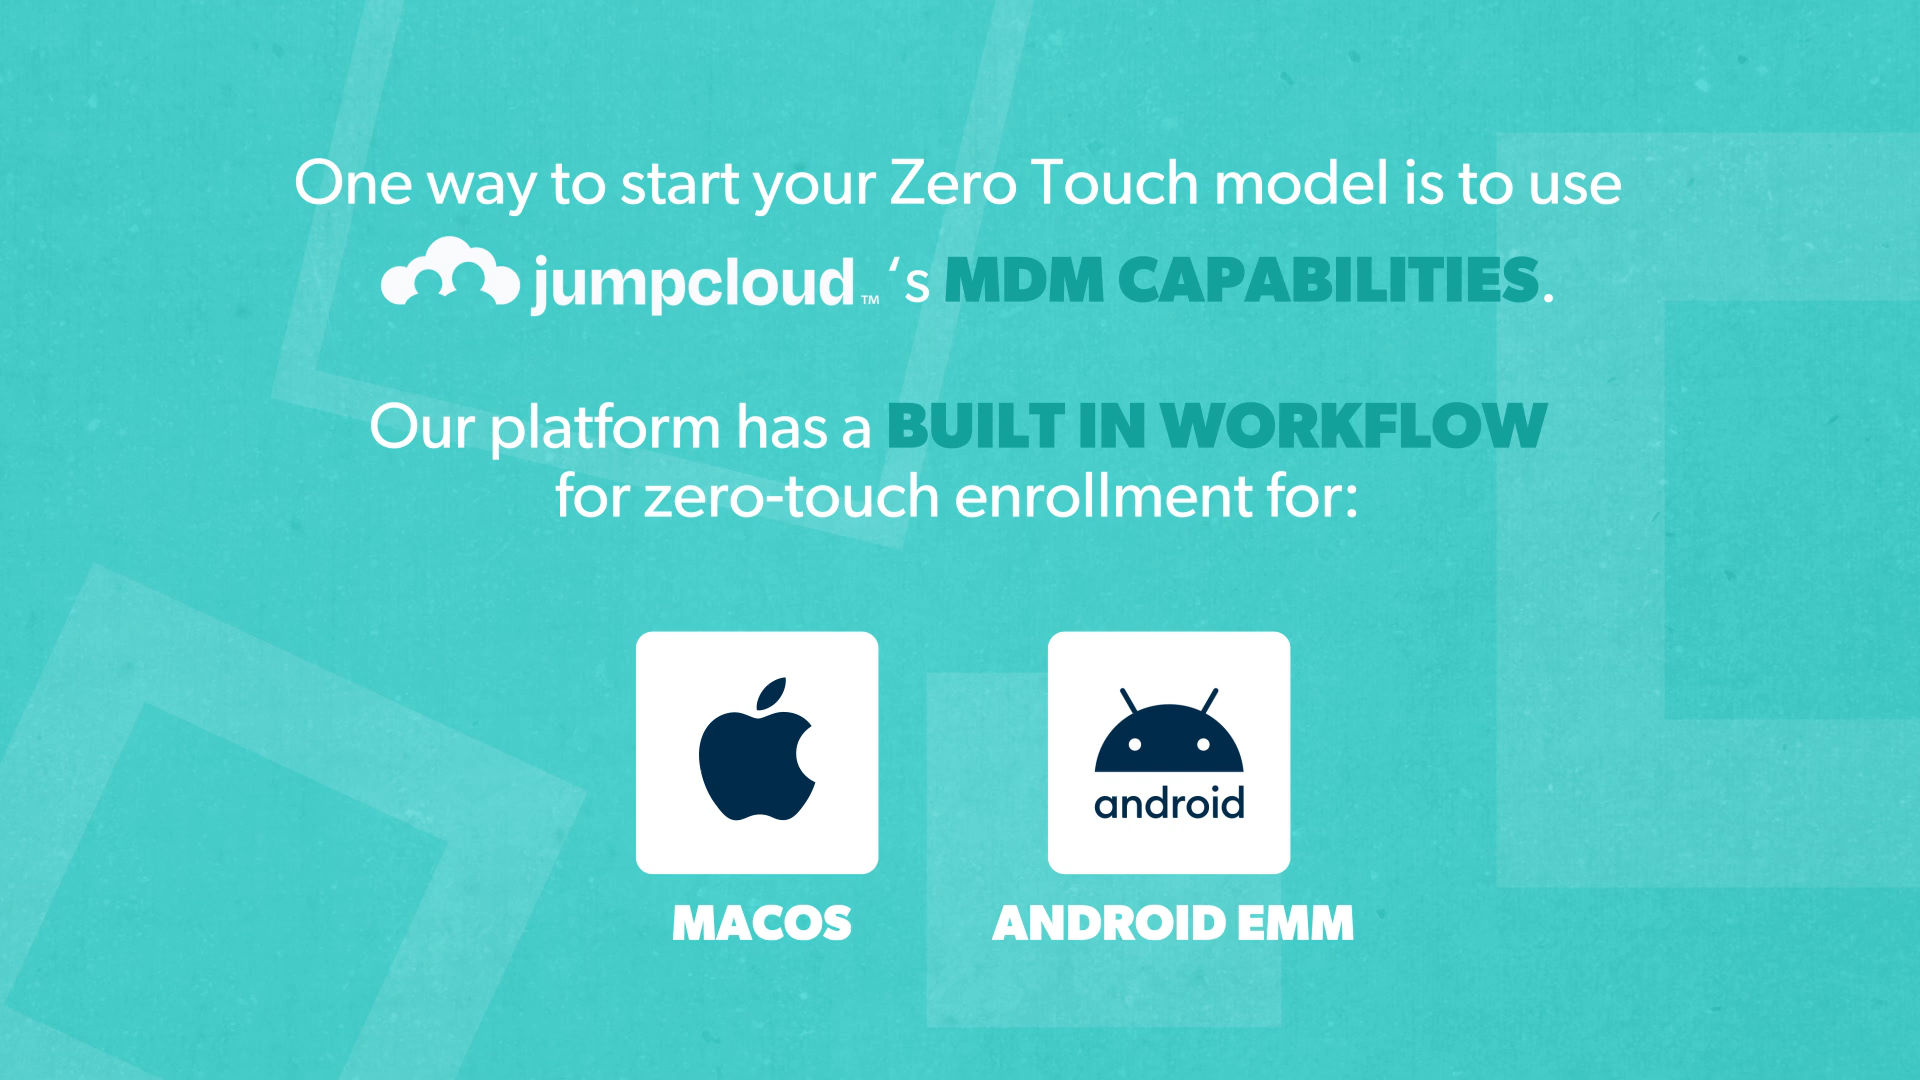 One way to start your Zero Touch model is to use
jumpcloud™ ‘s MDM CAPABILITIES.
Our platform has a BUILT IN WORKFLOW
for zero-touch enrollment for:
android
MACOS
ANDROID EMM